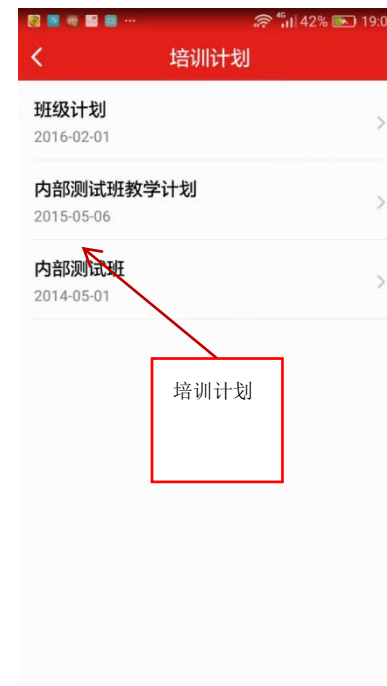 4G 42% 19:0
培训计划
班级计划
2016-02-01
内部测试班教学计划
2015-05-06
内部测试班
2014-05-01
培训计划